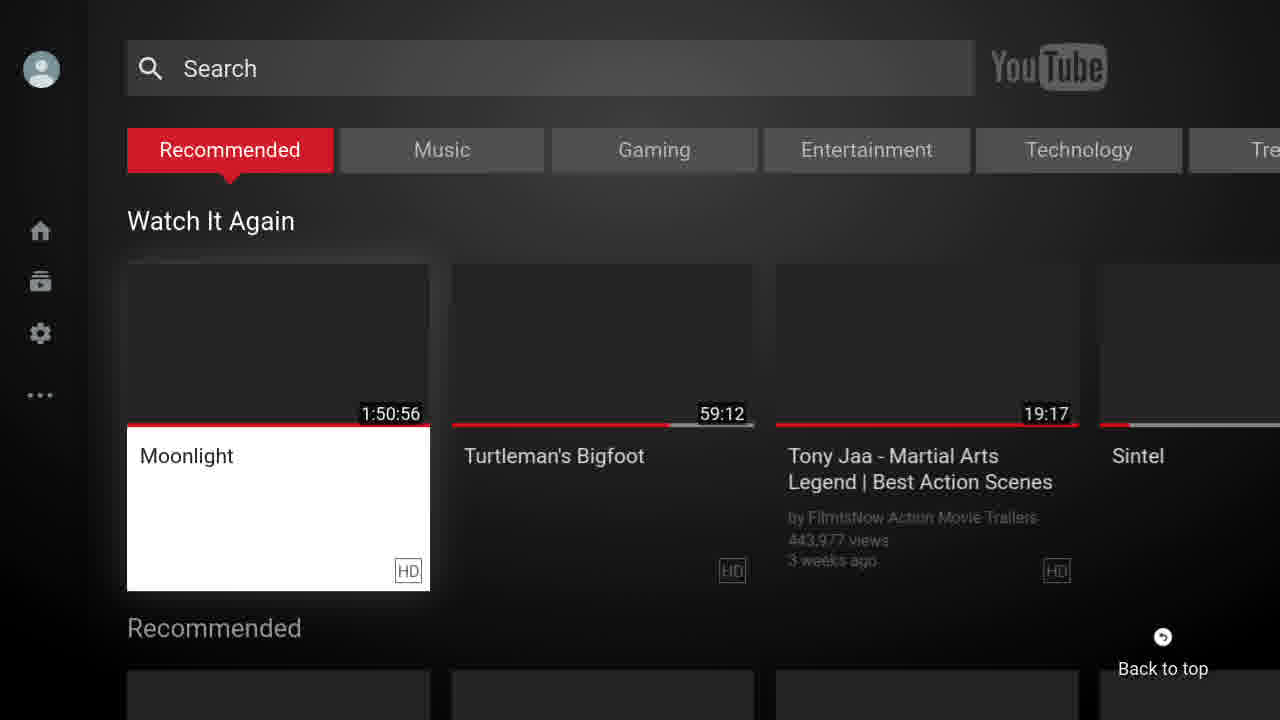 Search
YouTube
Recommended
Music
Gaming
Entertainment
Technology
Tre
Watch It Again
1:50:56
59:12
19:17
Moonlight
HD
Turtleman's Bigfoot
HD
Tony Jaa - Martial Arts
Legend | Best Action Scenes
by FilmIsNow Action Movie Trailers
443,977 views
3 weeks ago
HD
Sintel
Recommended
Back to top